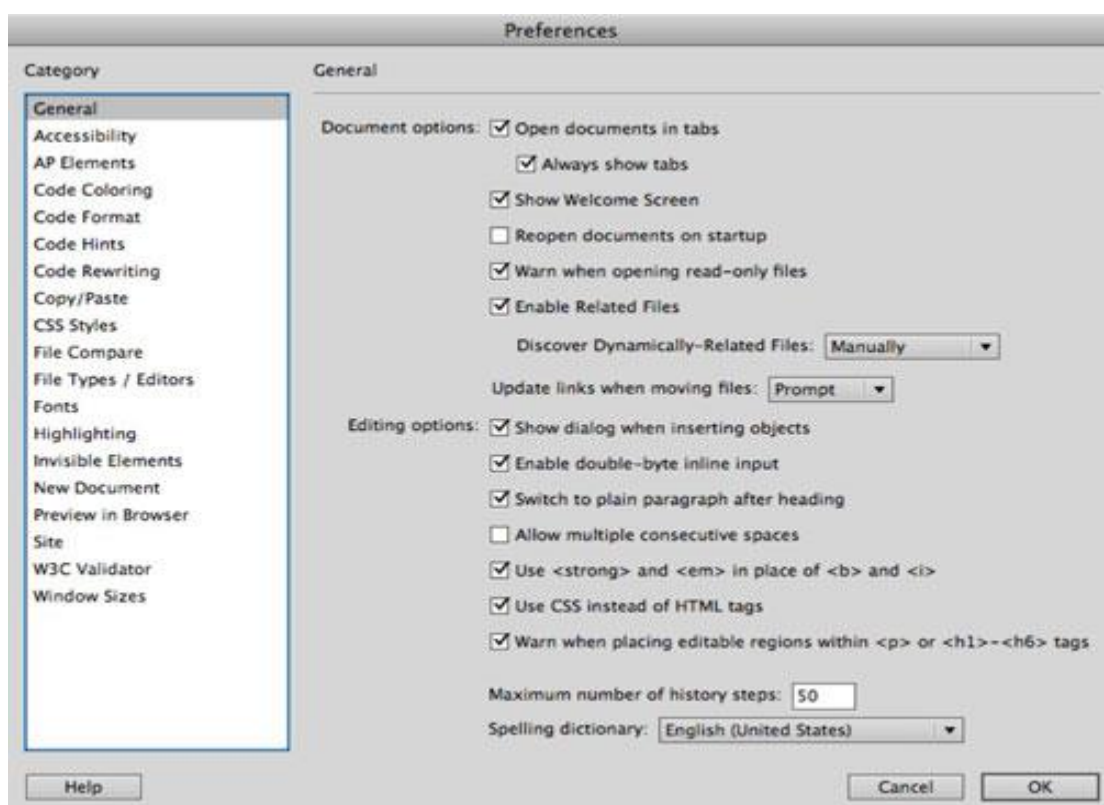 Preferences
Category
General
Accessibility
AP Elements
Code Coloring
Code Format
Code Hints
Code Rewriting
Copy/Paste
CSS Styles
File Compare
File Types / Editors
Fonts
Highlighting
Invisible Elements
New Document
Preview in Browser
Site
W3C Validator
Window Sizes
General
Document options: Open documents in tabs
Always show tabs
Show Welcome Screen
Reopen documents on startup
Warn when opening read-only files
Enable Related Files
Discover Dynamically-Related Files: Manually
Update links when moving files: Prompt
Editing options: Show dialog when inserting objects
Enable double-byte inline input
Switch to plain paragraph after heading
Allow multiple consecutive spaces
Use <strong> and <em> in place of <b> and <i>
Use CSS instead of HTML tags
Warn when placing editable regions within <p> or <h1>-<h6> tags
Maximum number of history steps: 50
Spelling dictionary: English (United States)
Help Cancel OK